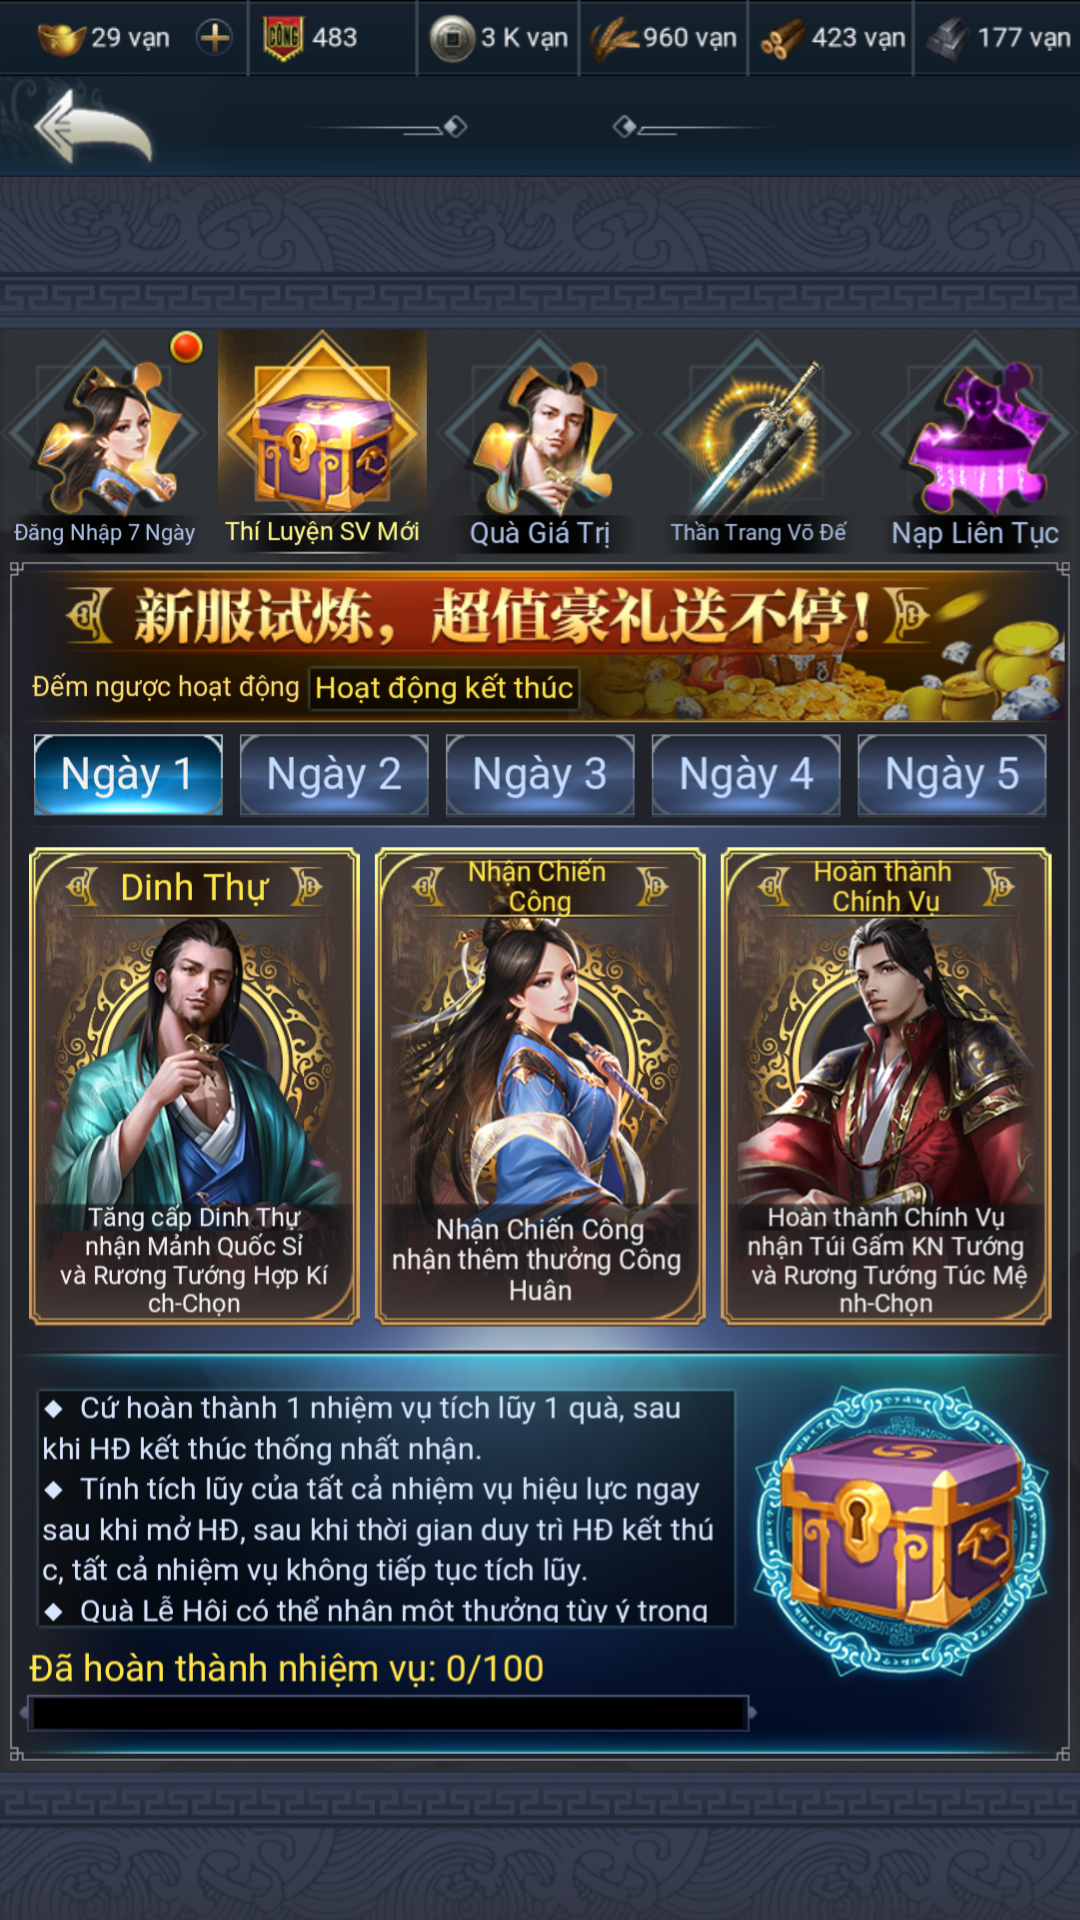 29 vạn
CÔNG 483
3 K vạn
960 vạn
423 vạn
177 vạn
Đăng Nhập 7 Ngày
Thí Luyện SV Mới
Quà Giá Trị
Thần Trang Võ Đế
Nạp Liên Tục
新服试炼，超值豪礼送不停!
Đếm ngược hoạt động Hoạt động kết thúc
Ngày 1
Ngày 2
Ngày 3
Ngày 4
Ngày 5
Dinh Thự
Tăng cấp Dinh Thự
nhận Mảnh Quốc Sỉ
và Rương Tướng Hợp Kí
ch-Chọn
Nhận Chiến
Công
Nhận Chiến Công
nhận thêm thưởng Công
Huân
Hoàn thành
Chính Vụ
Hoàn thành Chính Vụ
nhận Túi Gấm KN Tướng
và Rương Tướng Túc Mệ
nh-Chọn
◆ Cứ hoàn thành 1 nhiệm vụ tích lũy 1 quà, sau
khi HĐ kết thúc thống nhất nhận.
◆ Tính tích lũy của tất cả nhiệm vụ hiệu lực ngay
sau khi mở HĐ, sau khi thời gian duy trì HĐ kết thú
c, tất cả nhiệm vụ không tiếp tục tích lũy.
◆ Quà Lễ Hội có thể nhận một thưởng tùy ý trong
Đã hoàn thành nhiệm vụ: 0/100